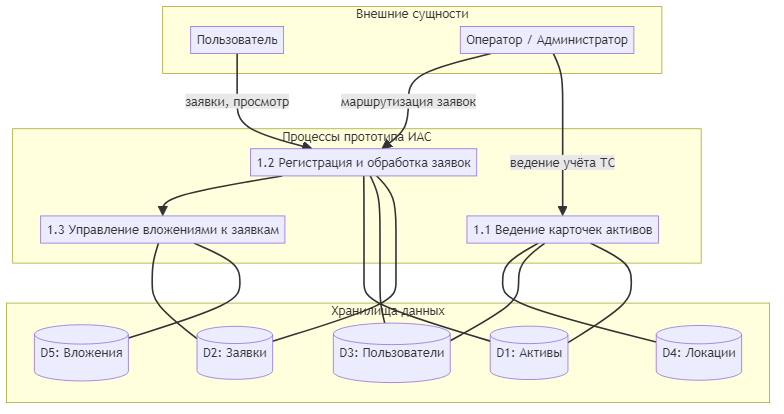 Внешние сущности
Пользователь
Оператор / Администратор
заявки, просмотр
маршрутизация заявок
Процессы прототипа ИАС
1.2 Регистрация и обработка заявок
ведение учёта ТС
1.3 Управление вложениями к заявкам
1.1 Ведение карточек активов
Хранилища данных
D5: Вложения
D2: Заявки
D3: Пользователи
D1: Активы
D4: Локации